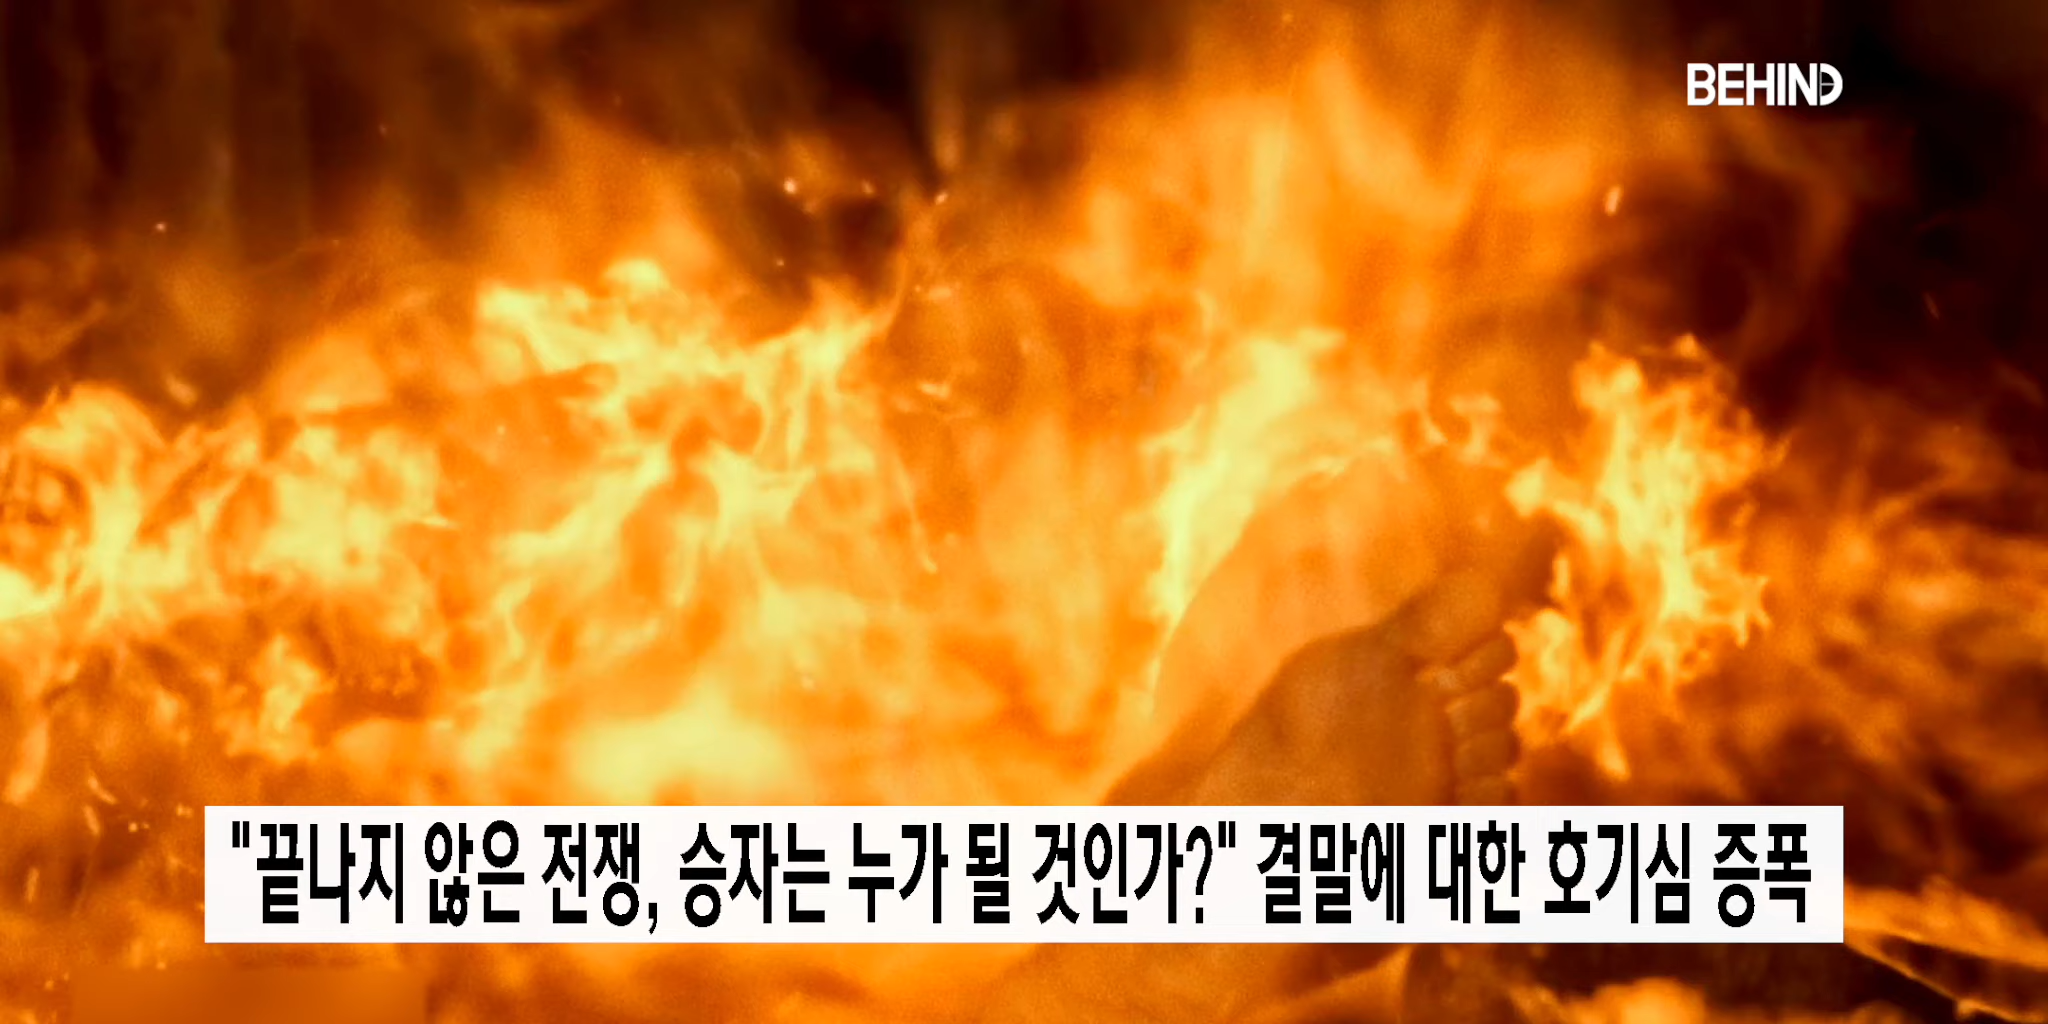 BEHIND
"끝나지 않은 전쟁, 승자는 누가 될 것인가?" 결말에 대한 호기심 증폭